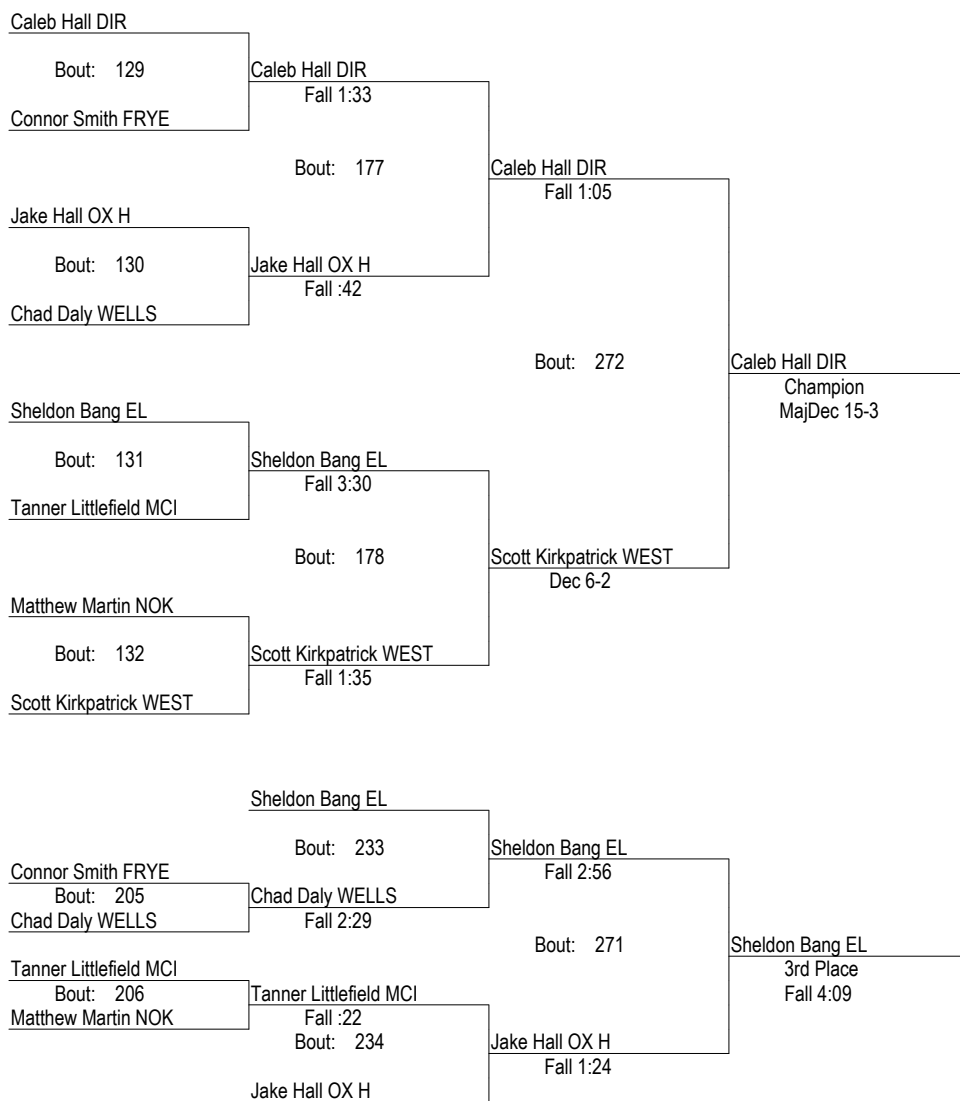 Caleb Hall DIR
Bout: 129
Caleb Hall DIR
Fall 1:33
Connor Smith FRYE
Bout: 177
Caleb Hall DIR
Fall 1:05
Jake Hall OX H
Bout: 130
Jake Hall OX H
Fall :42
Chad Daly WELLS
Bout: 272
Caleb Hall DIR
Champion
MajDec 15-3
Sheldon Bang EL
Bout: 131
Sheldon Bang EL
Fall 3:30
Tanner Littlefield MCI
Bout: 178
Scott Kirkpatrick WEST
Dec 6-2
Matthew Martin NOK
Bout: 132
Scott Kirkpatrick WEST
Fall 1:35
Scott Kirkpatrick WEST
Sheldon Bang EL
Bout: 233
Sheldon Bang EL
Fall 2:56
Connor Smith FRYE
Bout: 205
Chad Daly WELLS
Chad Daly WELLS
Fall 2:29
Bout: 271
Sheldon Bang EL
3rd Place
Fall 4:09
Tanner Littlefield MCI
Bout: 206
Tanner Littlefield MCI
Matthew Martin NOK
Fall :22
Bout: 234
Jake Hall OX H
Fall 1:24
Jake Hall OX H